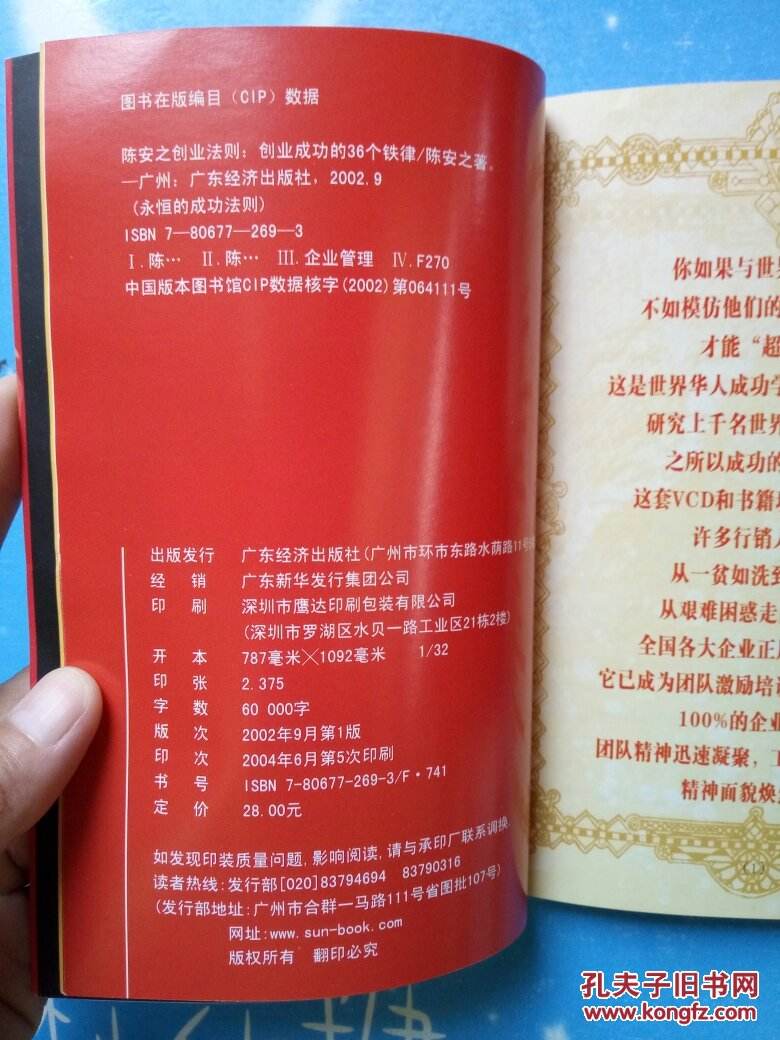 图书在版编目（CIP）数据
陈安之创业法则：创业成功的36个铁律/陈安之著.
—广州：广东经济出版社，2002.9
（永恒的成功法则）
ISBN 7—80677—269—3
Ⅰ.陈… Ⅱ.陈… Ⅲ.企业管理 Ⅳ.F270
中国版本图书馆CIP数据核字(2002)第064111号
出版发行 广东经济出版社(广州市环市东路水荫路11号
经 销 广东新华发行集团公司
印 刷 深圳市鹰达印刷包装有限公司
(深圳市罗湖区水贝一路工业区21栋2楼)
开 本 787毫米×1092毫米 1/32
印 张 2.375
字 数 60 000字
版 次 2002年9月第1版
印 次 2004年6月第5次印刷
书 号 ISBN 7-80677-269-3/F·741
定 价 28.00元
如发现印装质量问题,影响阅读,请与承印厂联系调换.
读者热线:发行部[020]83794694 83790316
(发行部地址:广州市合群一马路111号省图批107号)
网址:www.sun-book.com
版权所有 翻印必究
你如果与世界
不如模仿他们的
才能“超
这是世界华人成功学
研究上千名世界
之所以成功的
这套VCD和书籍
许多行销人
从一贫如洗到
从艰难困惑走
全国各大企业正
它已成为团队激励培
100%的企业
团队精神迅速凝聚，
精神面貌焕
(1)
孔夫子旧书网
www.kongfz.com